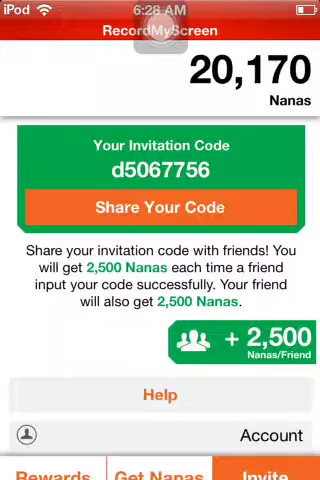 iPod 6:28 AM
RecordMyScreen
20,170
Nanas
Your Invitation Code
d5067756
Share Your Code
Share your invitation code with friends! You
will get 2,500 Nanas each time a friend
input your code successfully. Your friend
will also get 2,500 Nanas.
+ 2,500
Nanas/Friend
Help
Account
Rewards Get Nanas Invite